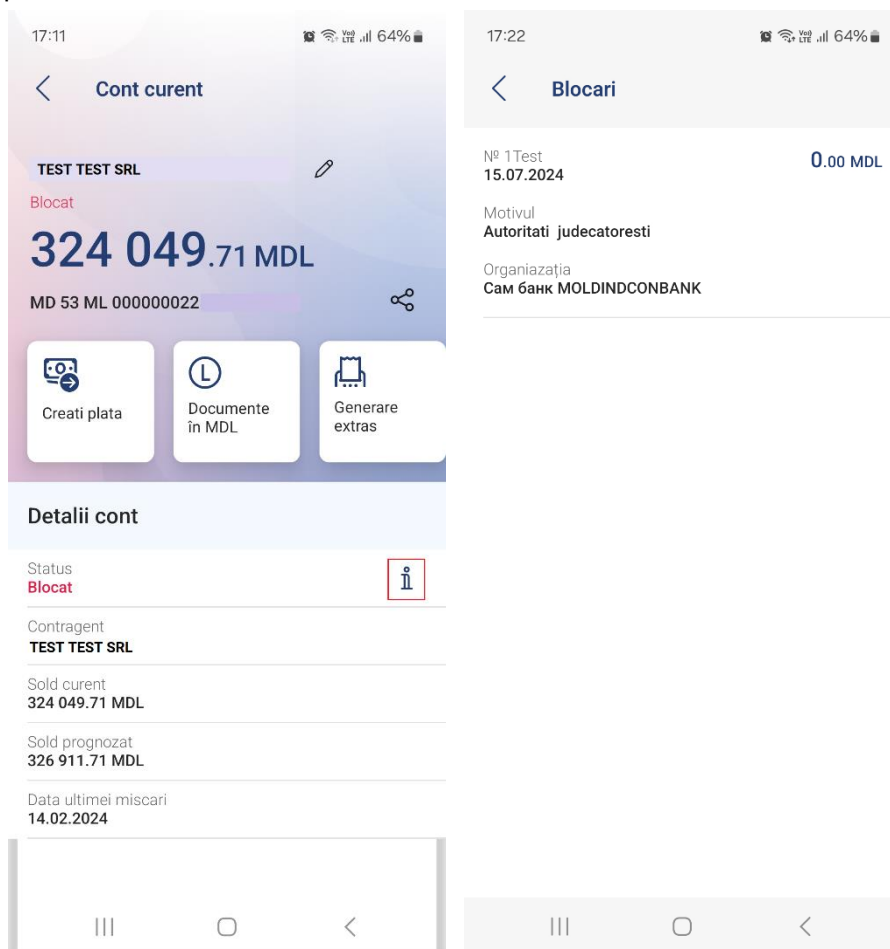 17:11
64%
Cont curent
TEST TEST SRL
Blocat
324 049.71 MDL
MD 53 ML 000000022
Creati plata
Documente
în MDL
Generare
extras
Detalii cont
Status
Blocat
Contragent
TEST TEST SRL
Sold curent
324 049.71 MDL
Sold prognozat
326 911.71 MDL
Data ultimei miscari
14.02.2024
17:22
64%
Blocari
№ 1Test
0.00 MDL
15.07.2024
Motivul
Autoritati judecatoresti
Organiazația
Сам банк MOLDINDCONBANK